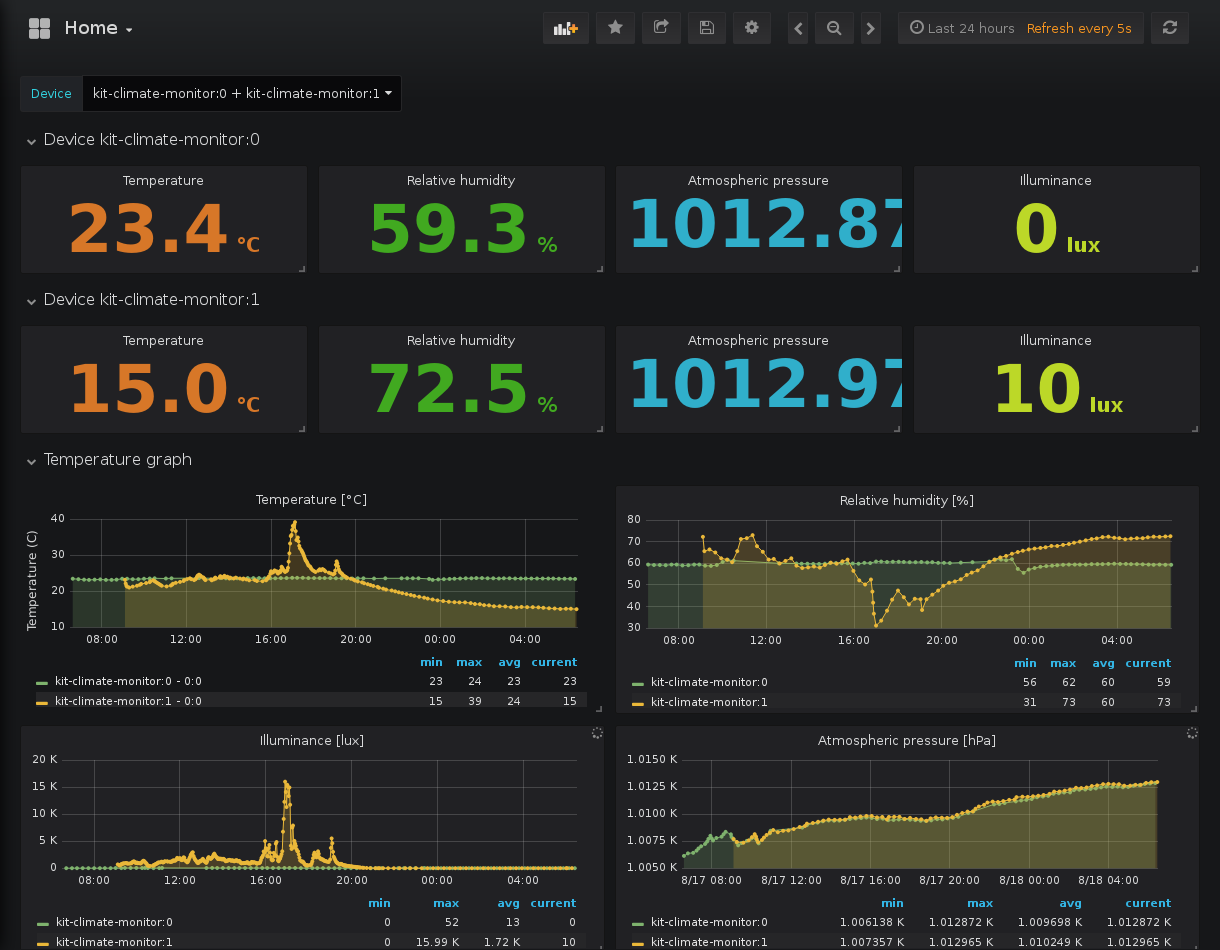 Home
Last 24 hours Refresh every 5s
Device kit-climate-monitor:0 + kit-climate-monitor:1
Device kit-climate-monitor:0
Temperature Relative humidity Atmospheric pressure Illuminance
23.4 °C 59.3 % 1012.87 0 lux
Device kit-climate-monitor:1
Temperature Relative humidity Atmospheric pressure Illuminance
15.0 °C 72.5 % 1012.97 10 lux
Temperature graph
Temperature [°C]
Temperature (C)
40
30
20
10
08:00 12:00 16:00 20:00 00:00 04:00
min max avg current
kit-climate-monitor:0 - 0:0 23 24 23 23
kit-climate-monitor:1 - 0:0 15 39 24 15
Relative humidity [%]
80
70
60
50
40
30
08:00 12:00 16:00 20:00 00:00 04:00
min max avg current
kit-climate-monitor:0 56 62 60 59
kit-climate-monitor:1 31 73 60 73
Illuminance [lux]
20 K
15 K
10 K
5 K
0
08:00 12:00 16:00 20:00 00:00 04:00
min max avg current
kit-climate-monitor:0 0 52 13 0
kit-climate-monitor:1 0 15.99 K 1.72 K 10
Atmospheric pressure [hPa]
1.0150 K
1.0125 K
1.0100 K
1.0075 K
1.0050 K
8/17 08:00 8/17 12:00 8/17 16:00 8/17 20:00 8/18 00:00 8/18 04:00
min max avg current
kit-climate-monitor:0 1.006138 K 1.012872 K 1.009698 K 1.012872 K
kit-climate-monitor:1 1.007357 K 1.012965 K 1.010249 K 1.012965 K